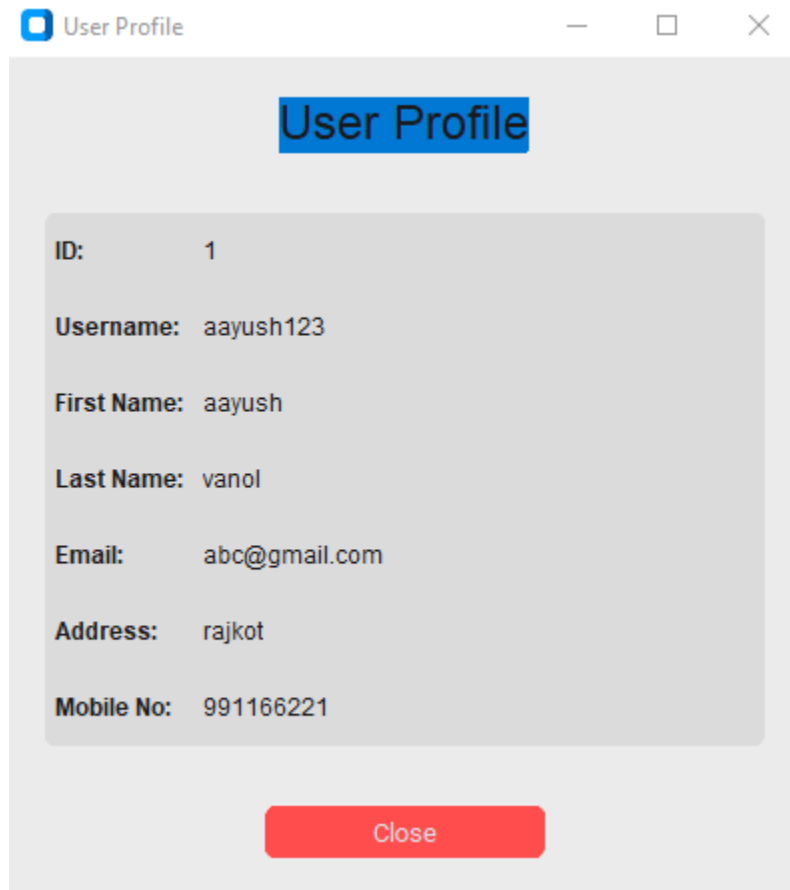 User Profile
User Profile
ID: 1
Username: aayush123
First Name: aayush
Last Name: vanol
Email: abc@gmail.com
Address: rajkot
Mobile No: 991166221
Close